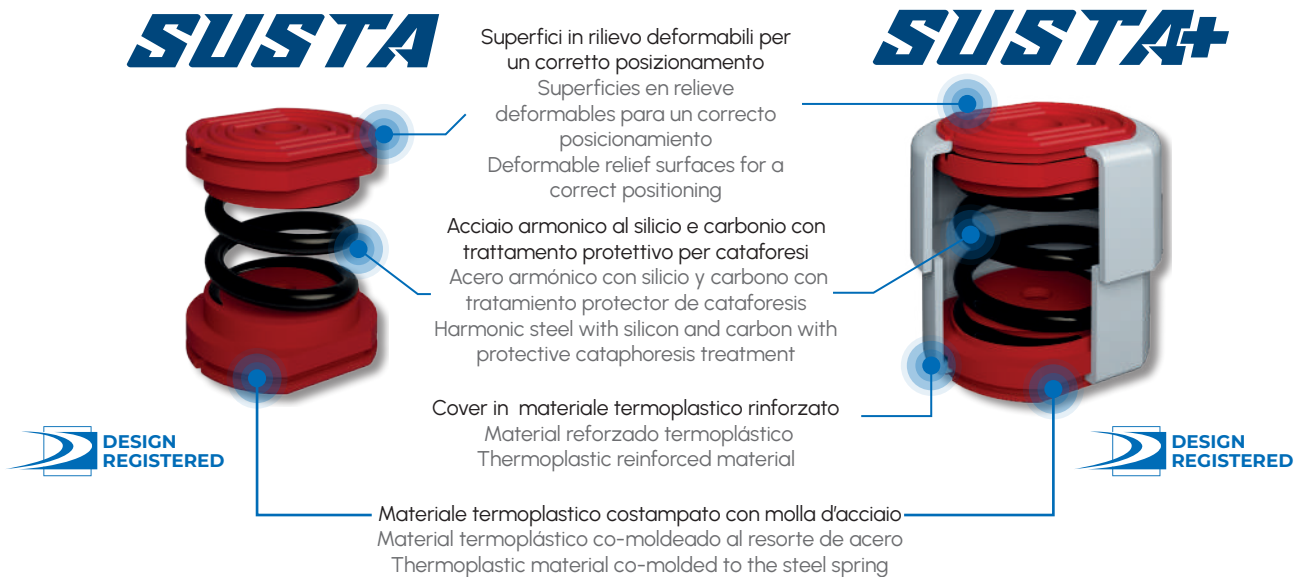 SUSTA
SUSTA+
Superfici in rilievo deformabili per
un corretto posizionamento
Superficies en relieve
deformables para un correcto
posicionamiento
Deformable relief surfaces for a
correct positioning
Acciaio armonico al silicio e carbonio con
trattamento protettivo per cataforesi
Acero armónico con silicio y carbono con
tratamiento protector de cataforesis
Harmonic steel with silicon and carbon with
protective cataphoresis treatment
Cover in materiale termoplastico rinforzato
Material reforzado termoplástico
Thermoplastic reinforced material
DESIGN
REGISTERED
DESIGN
REGISTERED
Materiale termoplastico costampato con molla d'acciaio
Material termoplástico co-moldeado al resorte de acero
Thermoplastic material co-molded to the steel spring